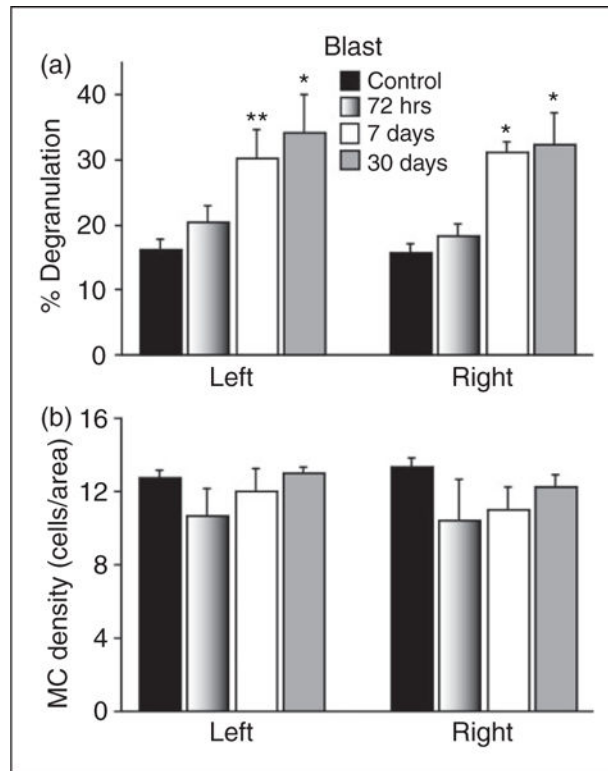 (a)
Blast
Control
72 hrs
7 days
30 days
% Degranulation
40
30
20
10
0
**
*
*
*
Left
Right
(b)
MC density (cells/area)
16
12
8
4
0
Left
Right